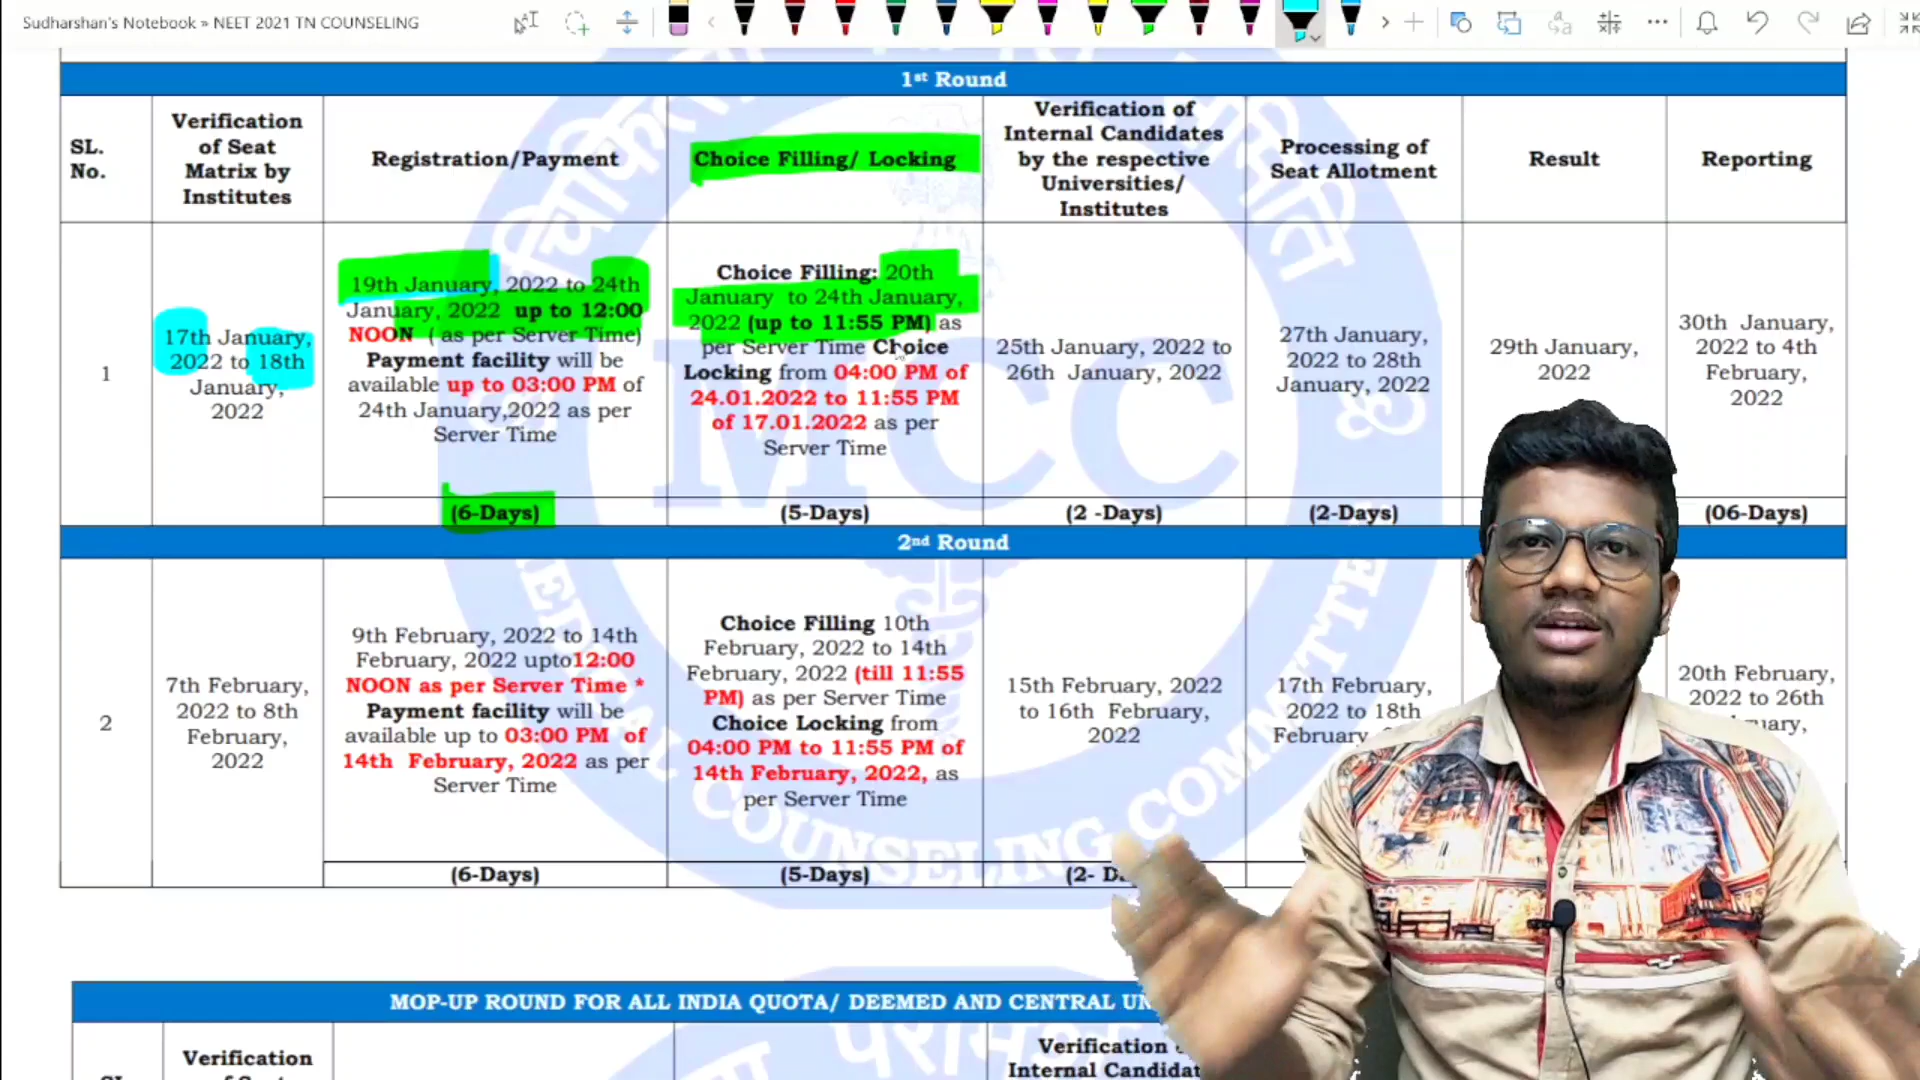 Sudharshan's Notebook » NEET 2021 TN COUNSELING
1st Round
SL.
No.
Verification
of Seat
Matrix by
Institutes
Registration/Payment
Choice Filling/ Locking
Verification of
Internal Candidates
by the respective
Universities/
Institutes
Processing of
Seat Allotment
Result
Reporting
1
17th January,
2022 to 18th
January,
2022
19th January, 2022 to 24th
January, 2022 up to 12:00
NOON ( as per Server Time)
Payment facility will be
available up to 03:00 PM of
24th January,2022 as per
Server Time
Choice Filling: 20th
January to 24th January,
2022 (up to 11:55 PM) as
per Server Time Choice
Locking from 04:00 PM of
24.01.2022 to 11:55 PM
of 17.01.2022 as per
Server Time
25th January, 2022 to
26th January, 2022
27th January,
2022 to 28th
January, 2022
29th January,
2022
30th January,
2022 to 4th
February,
2022
(6-Days)
(5-Days)
(2 -Days)
(2-Days)
(06-Days)
2nd Round
2
7th February,
2022 to 8th
February,
2022
9th February, 2022 to 14th
February, 2022 upto12:00
NOON as per Server Time *
Payment facility will be
available up to 03:00 PM of
14th February, 2022 as per
Server Time
Choice Filling 10th
February, 2022 to 14th
February, 2022 (till 11:55
PM) as per Server Time
Choice Locking from
04:00 PM to 11:55 PM of
14th February, 2022, as
per Server Time
15th February, 2022
to 16th February,
2022
17th February,
2022 to 18th
February
20th February,
2022 to 26th
(6-Days)
(5-Days)
(2-
MOP-UP ROUND FOR ALL INDIA QUOTA/ DEEMED AND CENTRAL
Verification
Verification
Internal
MCC
COUNSELING COMMITTEE